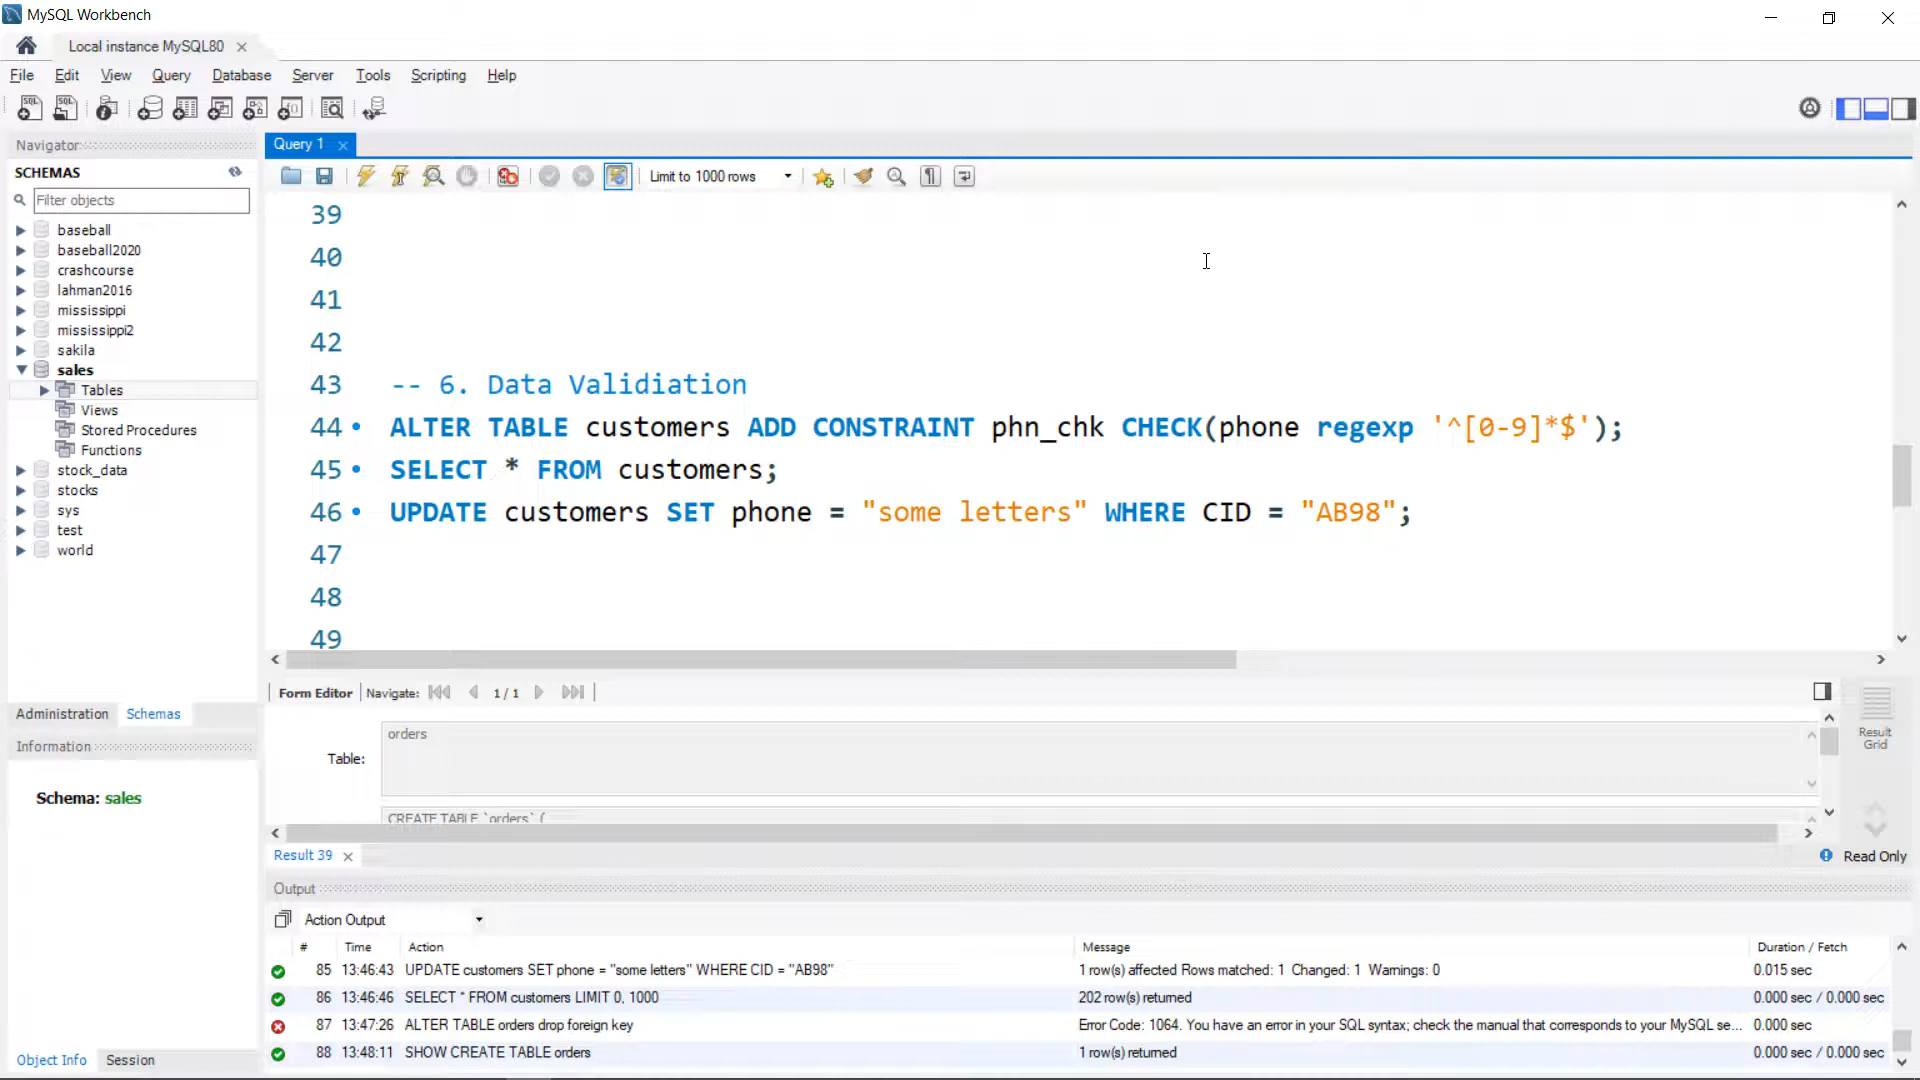 MySQL Workbench
Local instance MySQL80
File Edit View Query Database Server Tools Scripting Help
Navigator
SCHEMAS
Filter objects
baseball
baseball2020
crashcourse
lahman2016
mississippi
mississippi2
sakila
sales
Tables
Views
Stored Procedures
Functions
stock_data
stocks
sys
test
world
Administration Schemas
Information
Schema: sales
Object Info Session
Query 1
Limit to 1000 rows
39
40
41
42
43 -- 6. Data Validiation
44 ALTER TABLE customers ADD CONSTRAINT phn_chk CHECK(phone regexp '^[0-9]*$');
45 SELECT * FROM customers;
46 UPDATE customers SET phone = "some letters" WHERE CID = "AB98";
47
48
49
Form Editor Navigate: 1 / 1
Table: orders
CREATE TABLE `orders` (
Result Grid
Result 39 Read Only
Output
Action Output
# Time Action Message Duration / Fetch
85 13:46:43 UPDATE customers SET phone = "some letters" WHERE CID = "AB98" 1 row(s) affected Rows matched: 1 Changed: 1 Warnings: 0 0.015 sec
86 13:46:46 SELECT * FROM customers LIMIT 0, 1000 202 row(s) returned 0.000 sec / 0.000 sec
87 13:47:26 ALTER TABLE orders drop foreign key Error Code: 1064. You have an error in your SQL syntax; check the manual that corresponds to your MySQL se... 0.000 sec
88 13:48:11 SHOW CREATE TABLE orders 1 row(s) returned 0.000 sec / 0.000 sec